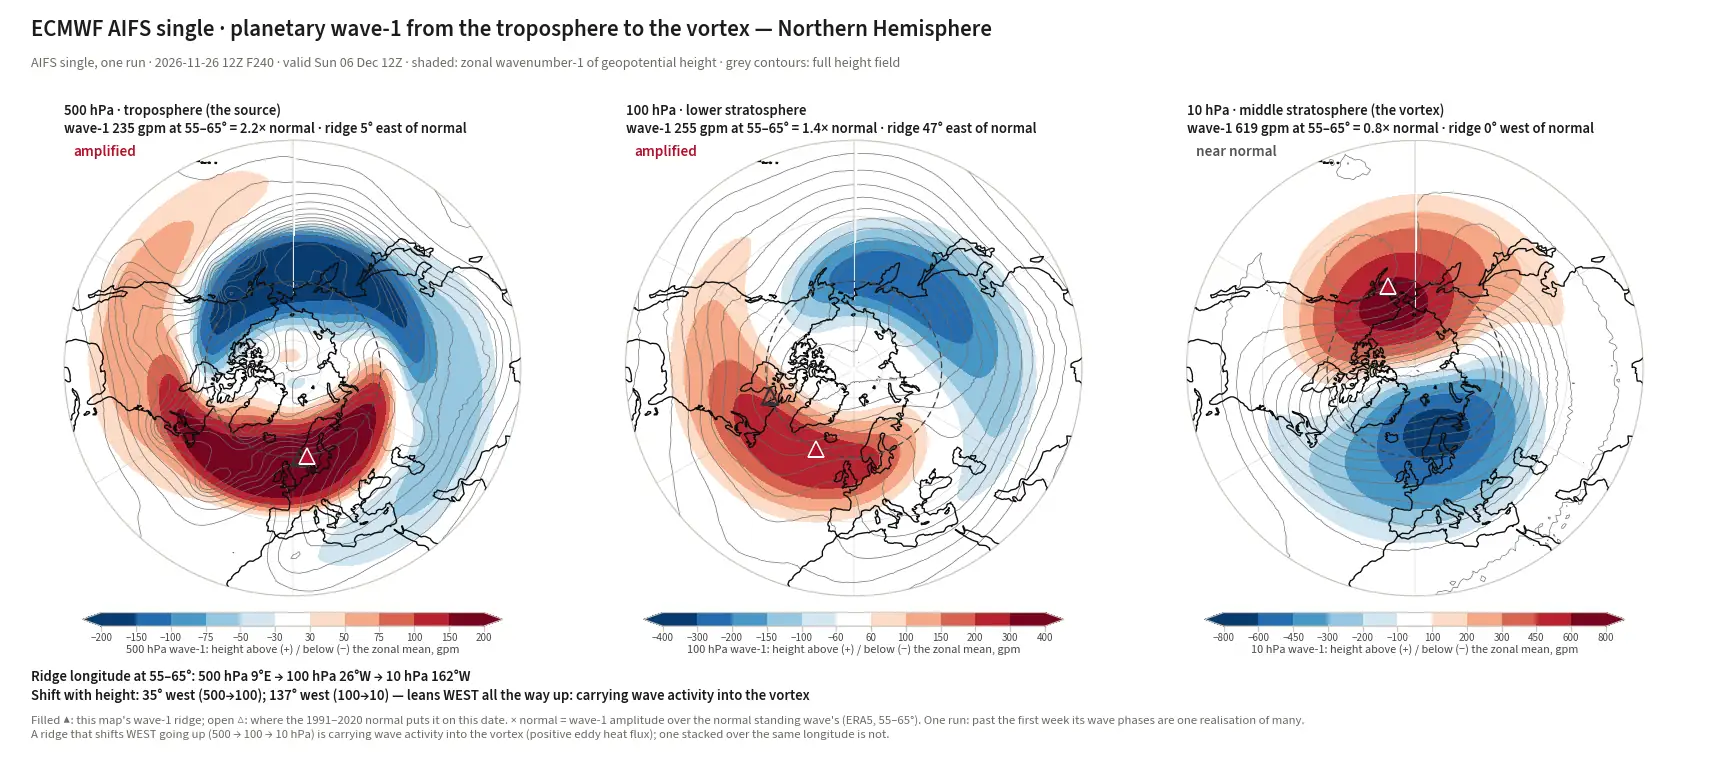 ECMWF AIFS single · planetary wave-1 from the troposphere to the vortex — Northern Hemisphere
AIFS single, one run · 2026-11-26 12Z F240 · valid Sun 06 Dec 12Z · shaded: zonal wavenumber-1 of geopotential height · grey contours: full height field
500 hPa · troposphere (the source)
wave-1 235 gpm at 55–65° = 2.2× normal · ridge 5° east of normal
amplified
100 hPa · lower stratosphere
wave-1 255 gpm at 55–65° = 1.4× normal · ridge 47° east of normal
amplified
10 hPa · middle stratosphere (the vortex)
wave-1 619 gpm at 55–65° = 0.8× normal · ridge 0° west of normal
near normal
−200 −150 −100 −75 −50 −30 30 50 75 100 150 200
500 hPa wave-1: height above (+) / below (−) the zonal mean, gpm
−400 −300 −200 −150 −100 −60 60 100 150 200 300 400
100 hPa wave-1: height above (+) / below (−) the zonal mean, gpm
−800 −600 −450 −300 −200 −100 100 200 300 450 600 800
10 hPa wave-1: height above (+) / below (−) the zonal mean, gpm
Ridge longitude at 55–65°: 500 hPa 9°E → 100 hPa 26°W → 10 hPa 162°W
Shift with height: 35° west (500→100); 137° west (100→10) — leans WEST all the way up: carrying wave activity into the vortex
Filled ▲: this map's wave-1 ridge; open △: where the 1991–2020 normal puts it on this date. × normal = wave-1 amplitude over the normal standing wave's (ERA5, 55–65°). One run: past the first week its wave phases are one realisation of many.
A ridge that shifts WEST going up (500 → 100 → 10 hPa) is carrying wave activity into the vortex (positive eddy heat flux); one stacked over the same longitude is not.